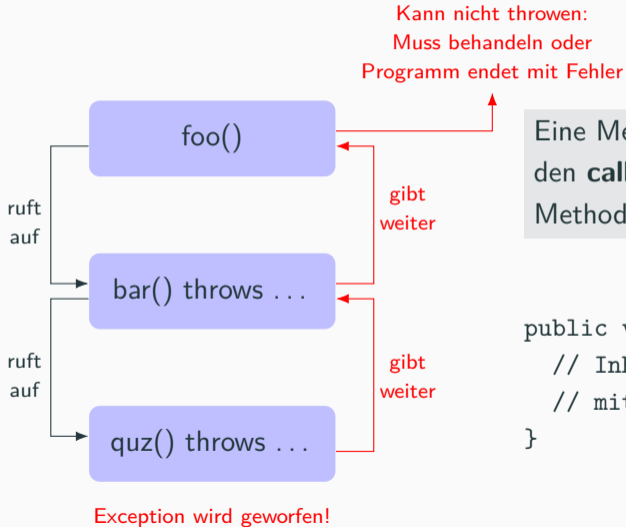 Kann nicht throwen:
Muss behandeln oder
Programm endet mit Fehler
foo()
ruft
auf
gibt
weiter
bar() throws ...
ruft
auf
gibt
weiter
quz() throws ...
Exception wird geworfen!
Eine Me
den call
Method
public v
// Inl
// mit
}